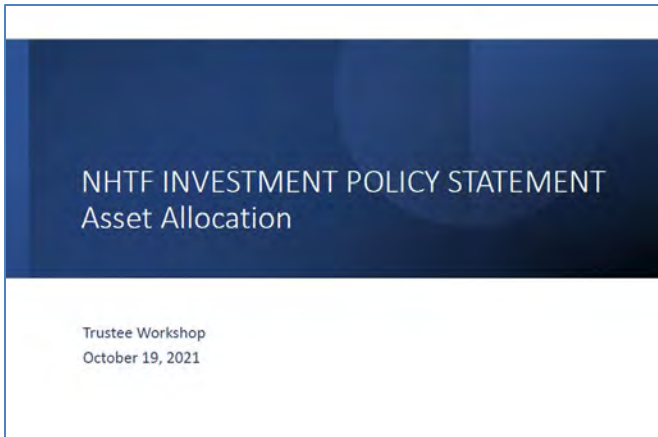 NHTF INVESTMENT POLICY STATEMENT
Asset Allocation
Trustee Workshop
October 19, 2021